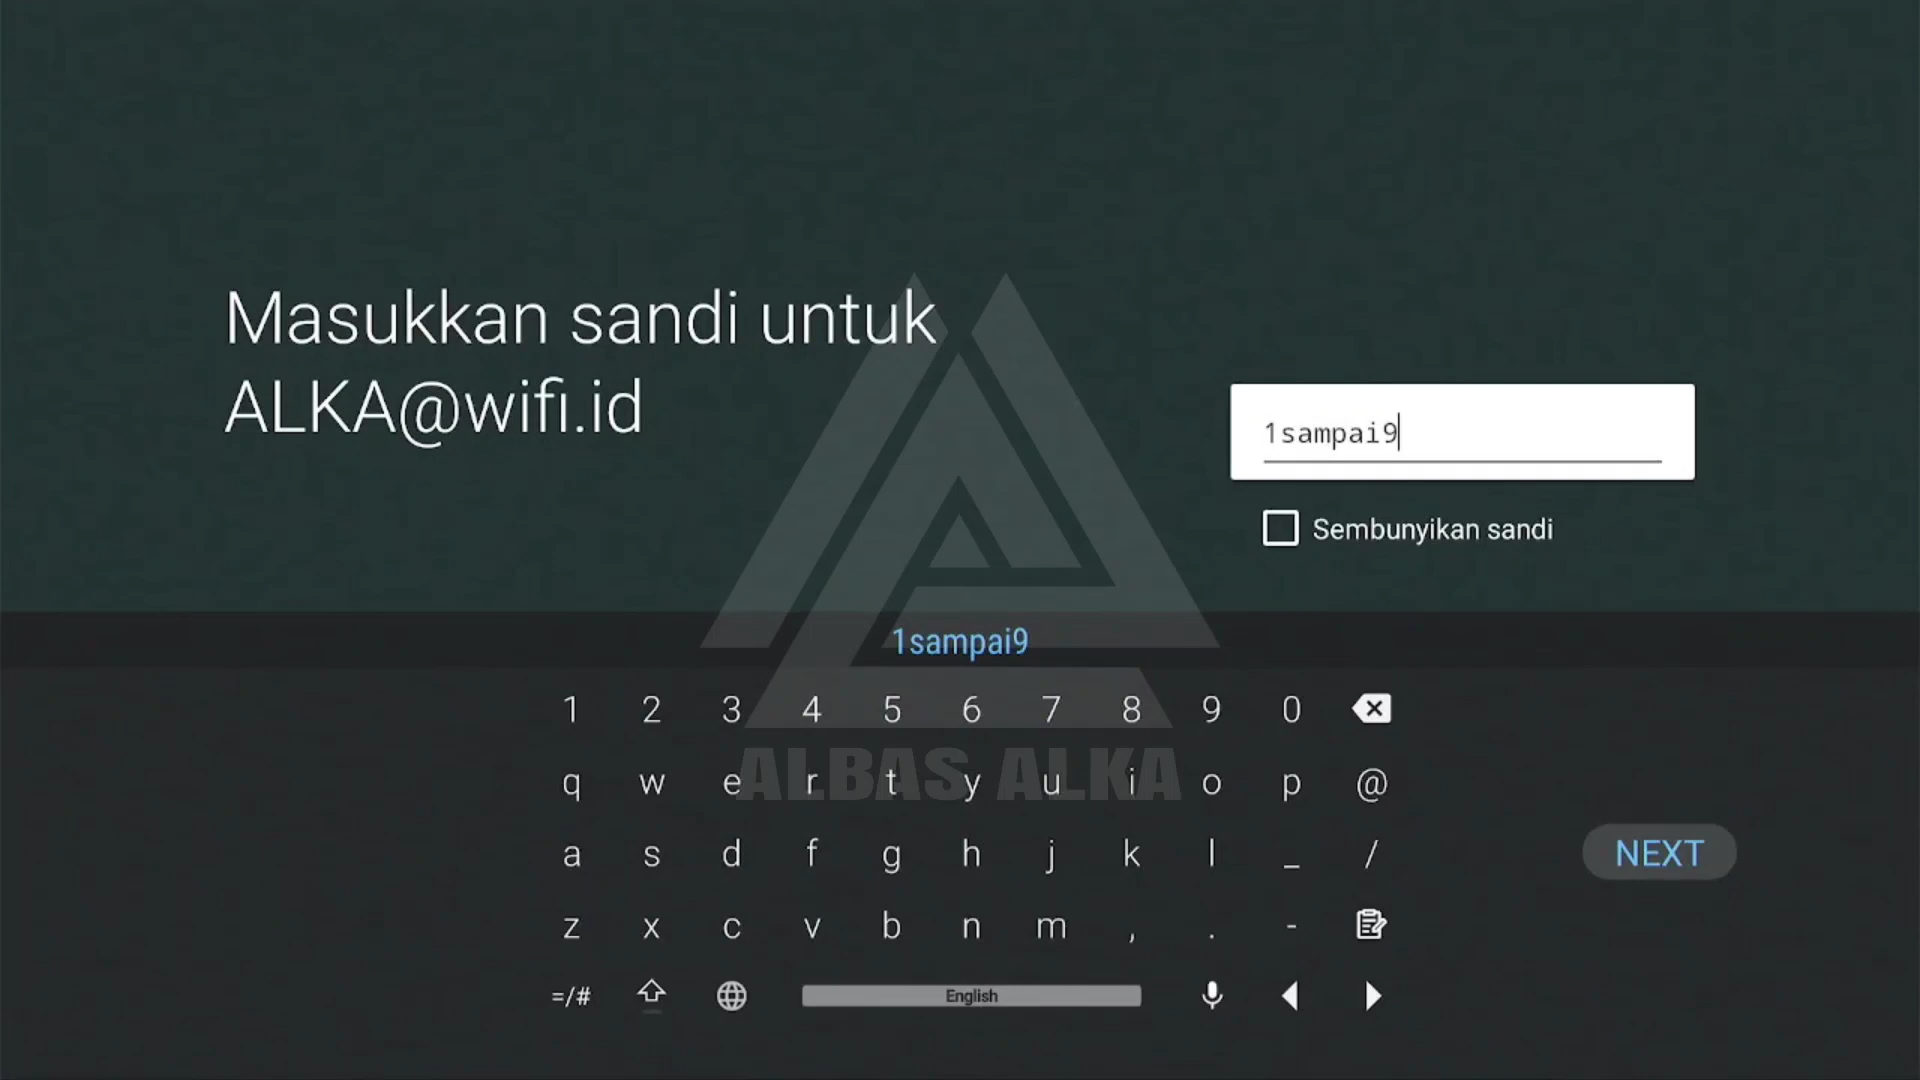 Masukkan sandi untuk
ALKA@wifi.id
1sampai9
Sembunyikan sandi
1sampai9
1 2 3 4 5 6 7 8 9 0
q w e r t y u i o p @
ALBAS ALKA
a s d f g h j k l _ /
NEXT
z x c v b n m , . -
=/# English